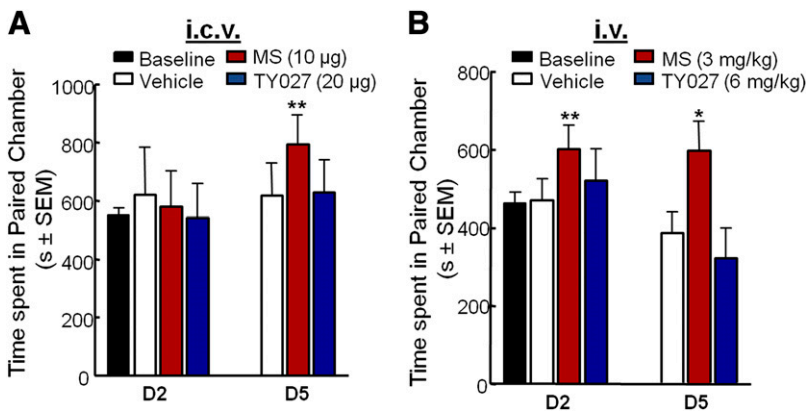 A
i.c.v.
Baseline MS (10 µg)
Vehicle TY027 (20 µg)
Time spent in Paired Chamber
(s ± SEM)
1000
800
600
400
200
0
**
D2 D5
B
i.v.
Baseline MS (3 mg/kg)
Vehicle TY027 (6 mg/kg)
Time spent in Paired Chamber
(s ± SEM)
800
600
400
200
0
** *
D2 D5